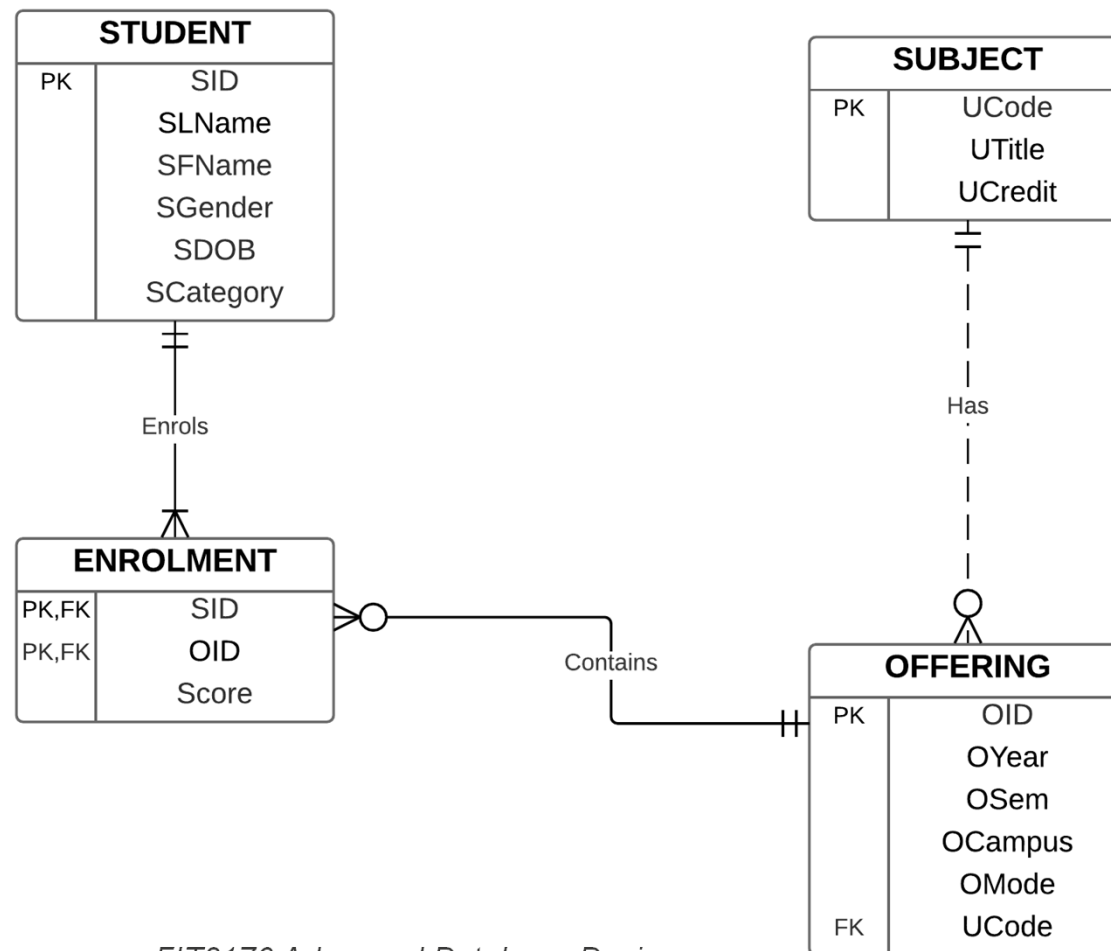 STUDENT
PK SID
SLName
SFName
SGender
SDOB
SCategory
SUBJECT
PK UCode
UTitle
UCredit
Enrols
Has
ENROLMENT
PK,FK SID
PK,FK OID
Score
Contains
OFFERING
PK OID
OYear
OSem
OCampus
OMode
FK UCode